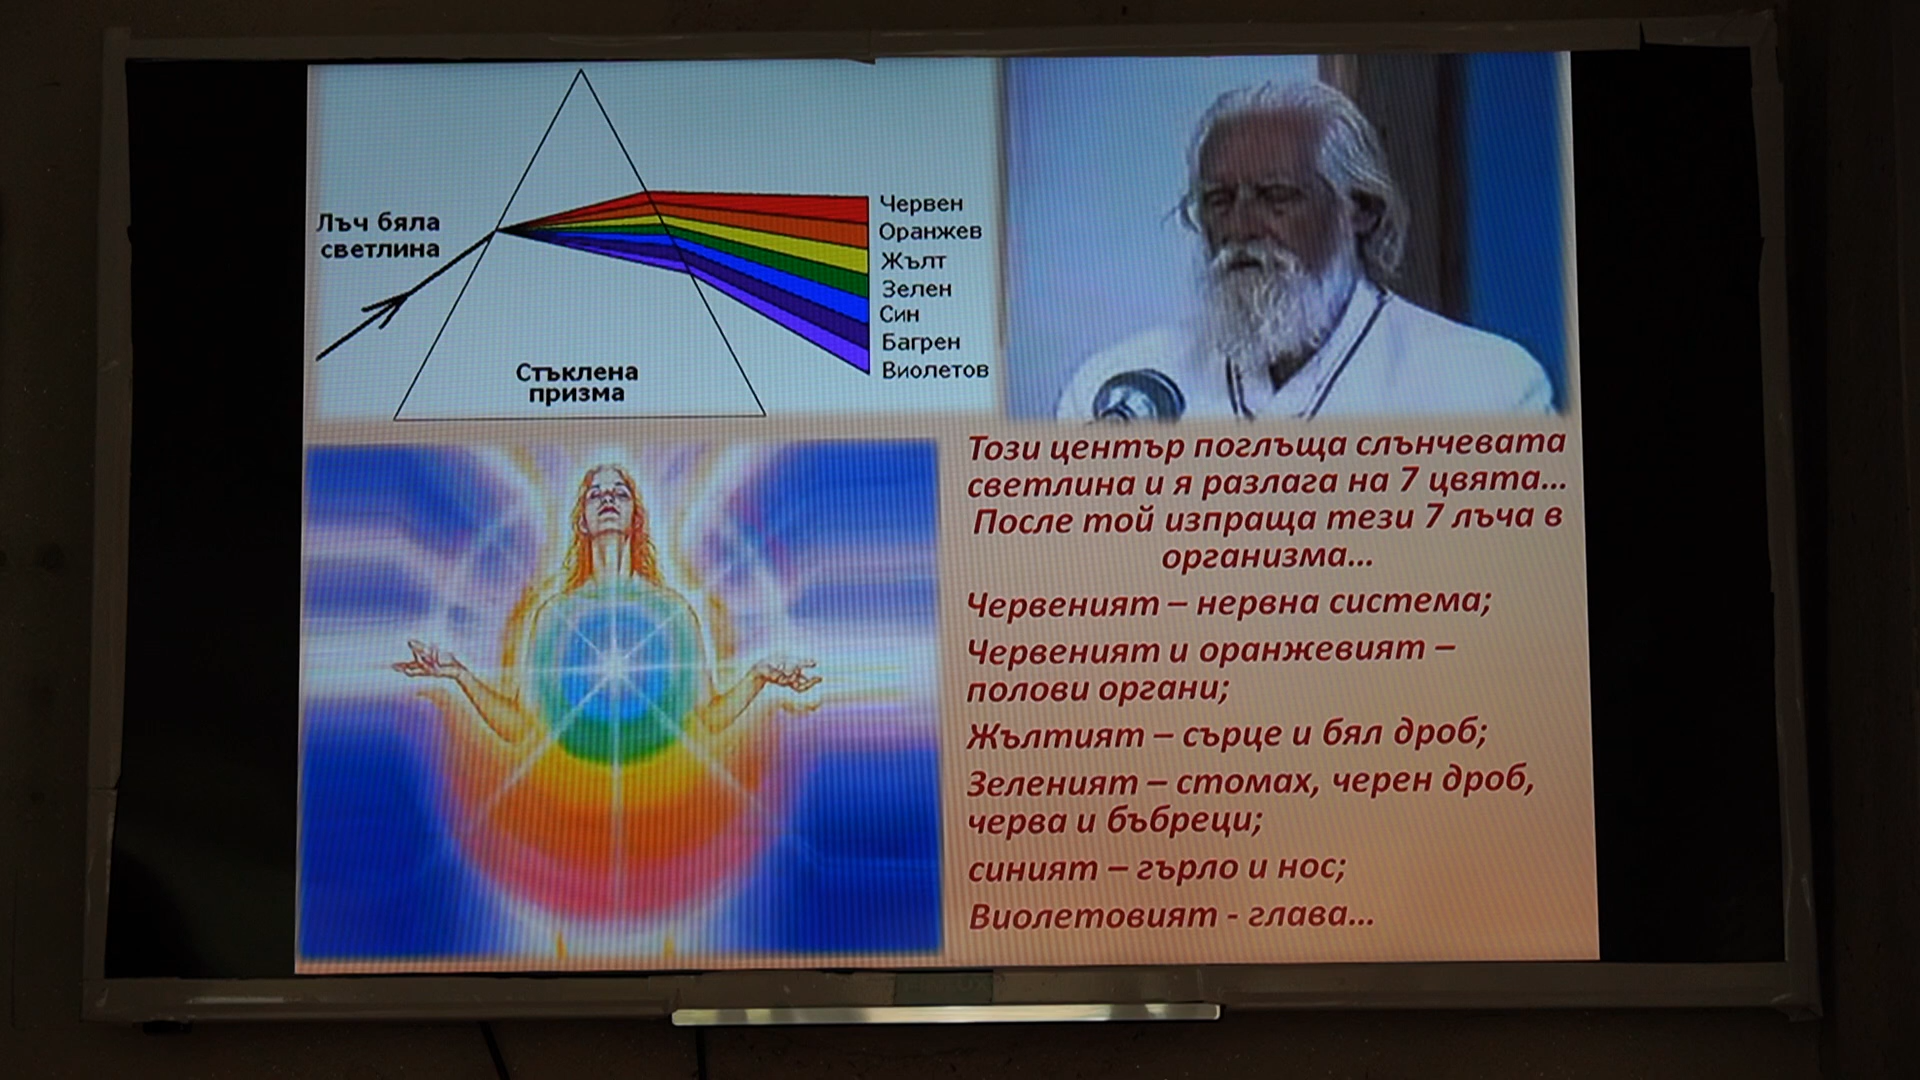 Лъч бяла
светлина
Стъклена
призма
Червен
Оранжев
Жълт
Зелен
Син
Багрен
Виолетов
Този център поглъща слънчевата
светлина и я разлага на 7 цвята...
После той изпраща тези 7 лъча в
организма...
Червеният – нервна система;
Червеният и оранжевият –
полови органи;
Жълтият – сърце и бял дроб;
Зеленият – стомах, черен дроб,
черва и бъбреци;
синият – гърло и нос;
Виолетовият - глава...